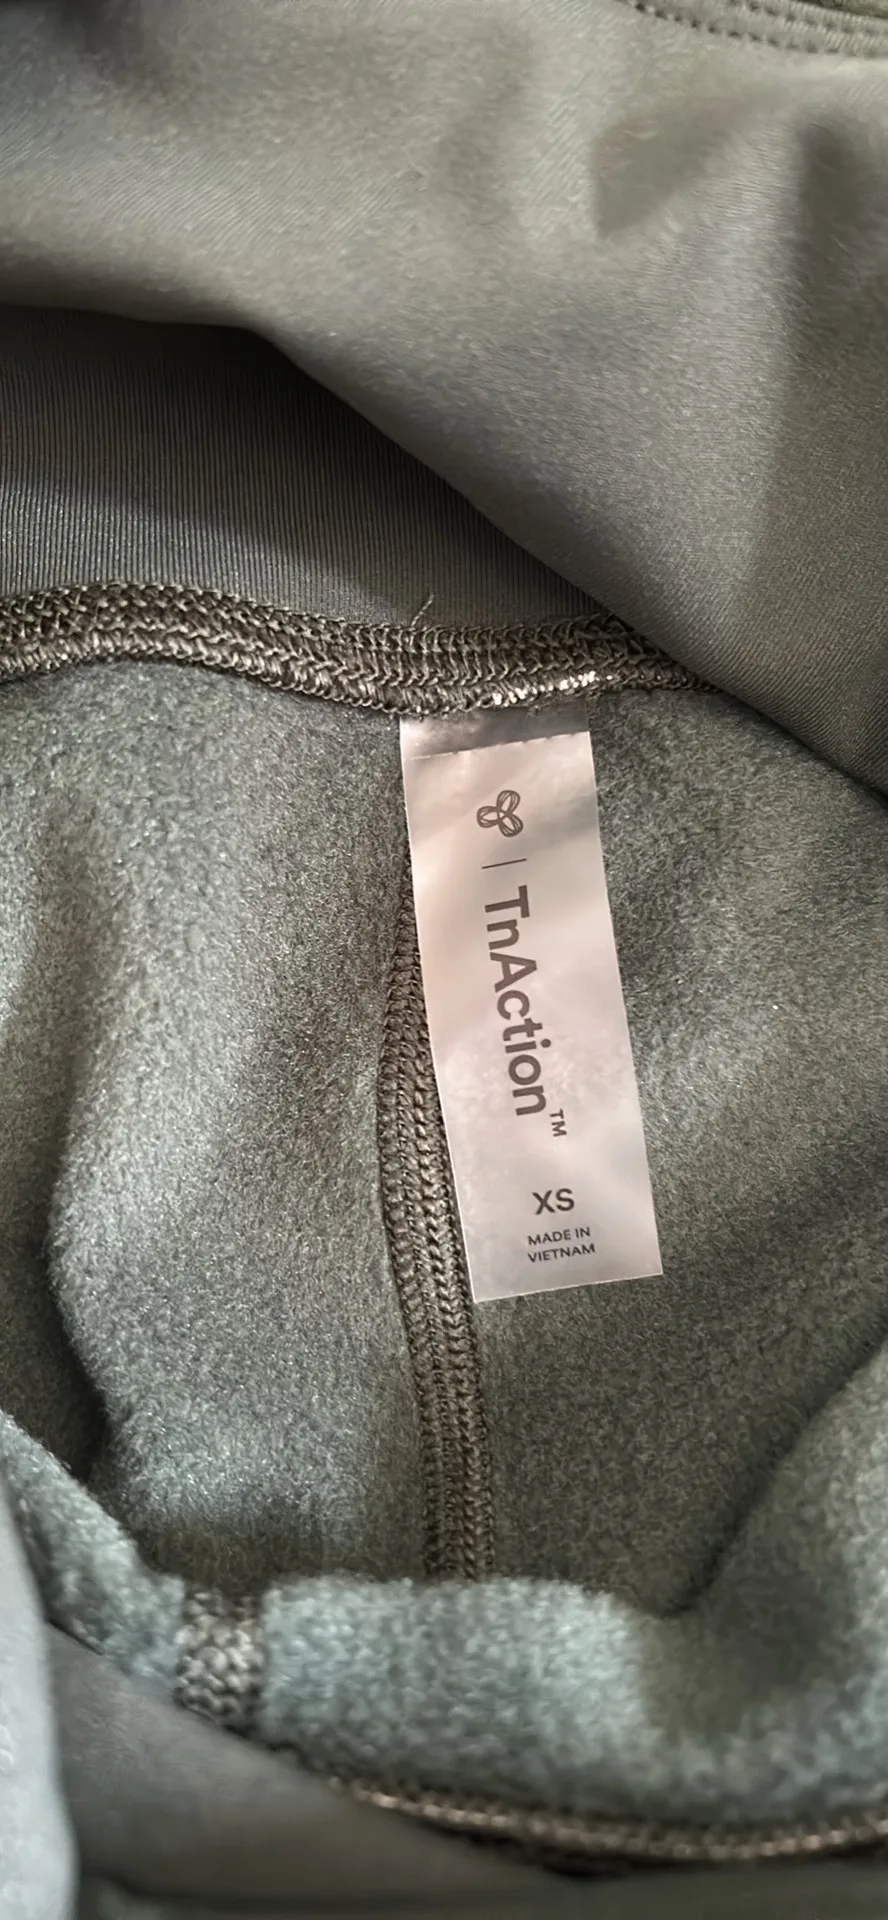 TnAction™
XS
MADE IN
VIETNAM